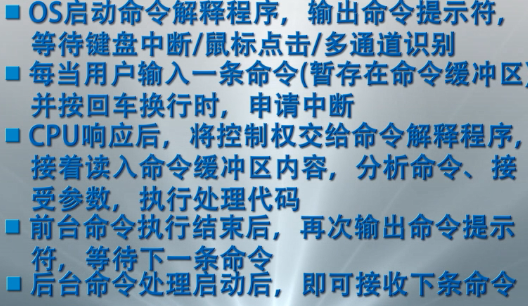 OS启动命令解释程序，输出命令提示符，
等待键盘中断/鼠标点击/多通道识别
每当用户输入一条命令(暂存在命令缓冲区)
并按回车换行时，申请中断
CPU响应后，将控制权交给命令解释程序，
接着读入命令缓冲区内容，分析命令、接
受参数，执行处理代码
前台命令执行结束后，再次输出命令提示
符，等待下一条命令
后台命令处理启动后，即可接收下条命令